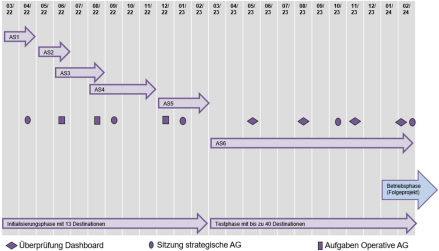 03/ 04/ 05/ 06/ 07/ 08/ 09/ 10/ 11/ 12/ 01/ 02/ 03/ 04/ 05/ 06/ 07/ 08/ 09/ 10/ 11/ 12/ 01/ 02/
22 22 22 22 22 22 22 22 22 22 23 23 23 23 23 23 23 23 23 23 23 23 24 24
AS1
AS2
AS3
AS4
AS5
AS6
Betriebsphase
(Folgeprojekt)
Initialisierungsphase mit 13 Destinationen
Testphase mit bis zu 40 Destinationen
Überprüfung Dashboard
Sitzung strategische AG
Aufgaben Operative AG